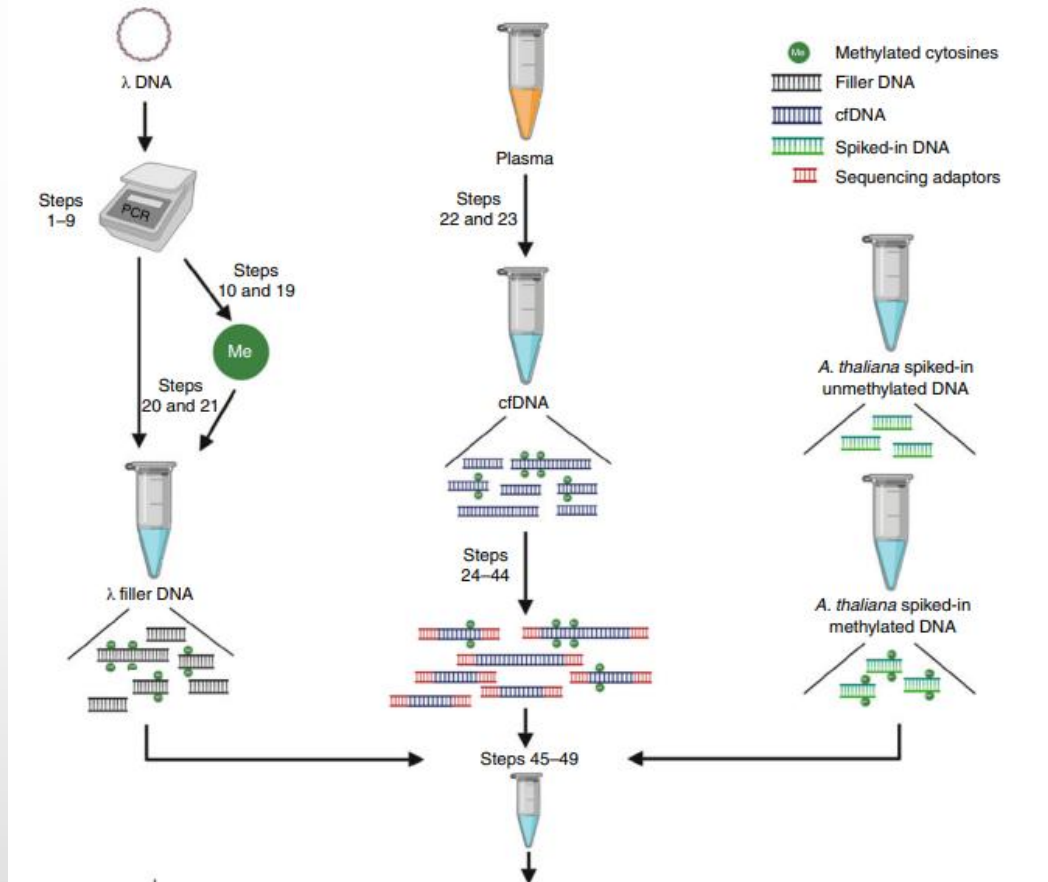 λ DNA
Steps
1–9
PCR
Steps
10 and 19
Me
Steps
20 and 21
λ filler DNA
Plasma
Steps
22 and 23
cfDNA
Steps
24–44
Steps 45–49
Me
Methylated cytosines
Filler DNA
cfDNA
Spiked-in DNA
Sequencing adaptors
A. thaliana spiked-in
unmethylated DNA
A. thaliana spiked-in
methylated DNA